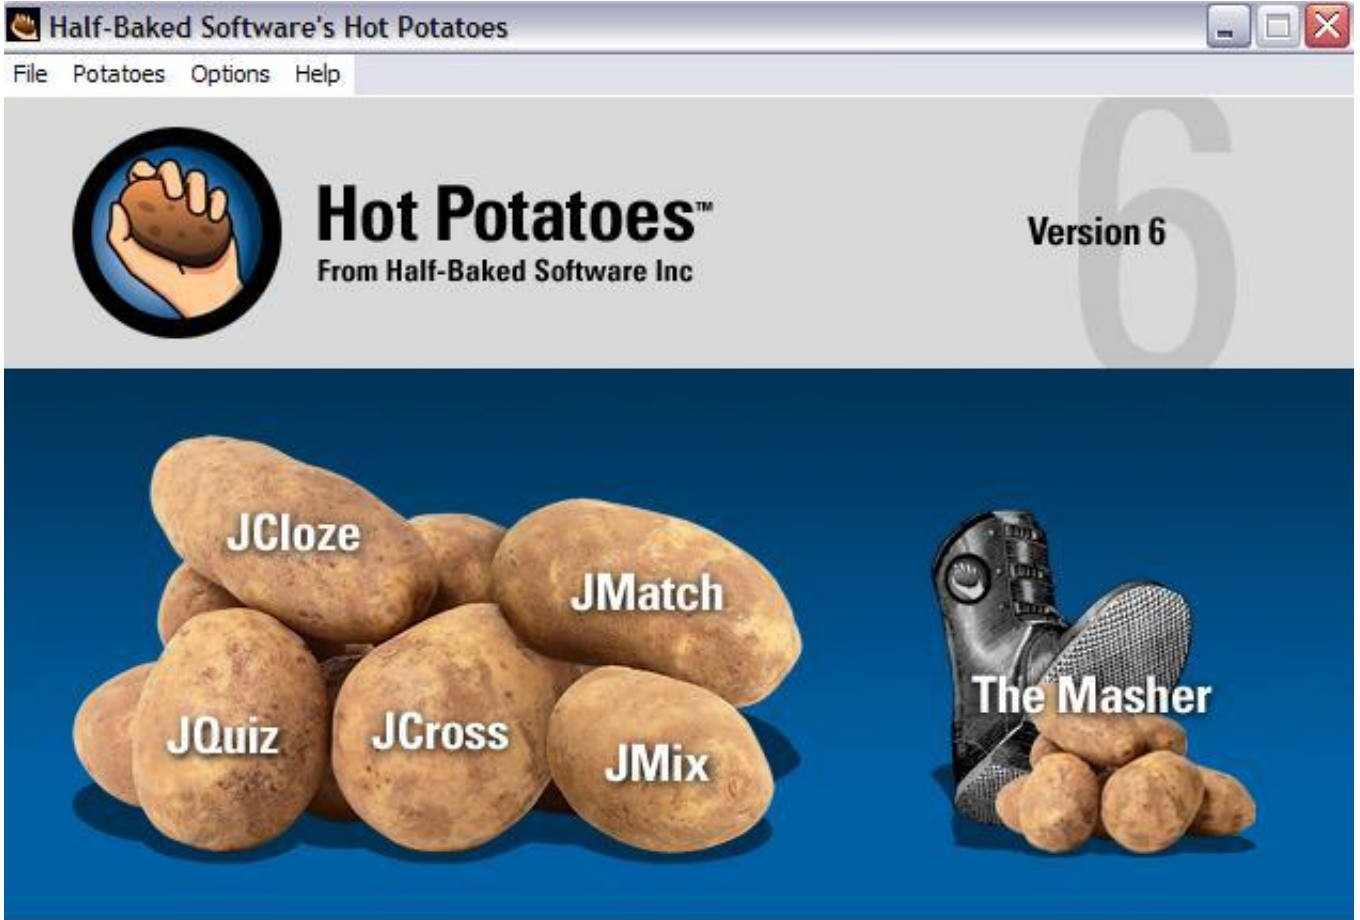 Half-Baked Software's Hot Potatoes
File Potatoes Options Help
6
Hot Potatoes™
From Half-Baked Software Inc
Version 6
JCloze
JMatch
JQuiz
JCross
JMix
The Masher